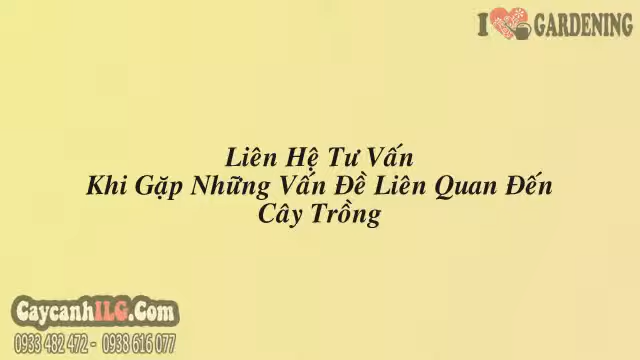 I GARDENING
Liên Hệ Tư Vấn
Khi Gặp Những Vấn Đề Liên Quan Đến
Cây Trồng
CaycanhILG.Com
0933 482 472 - 0938 616 077